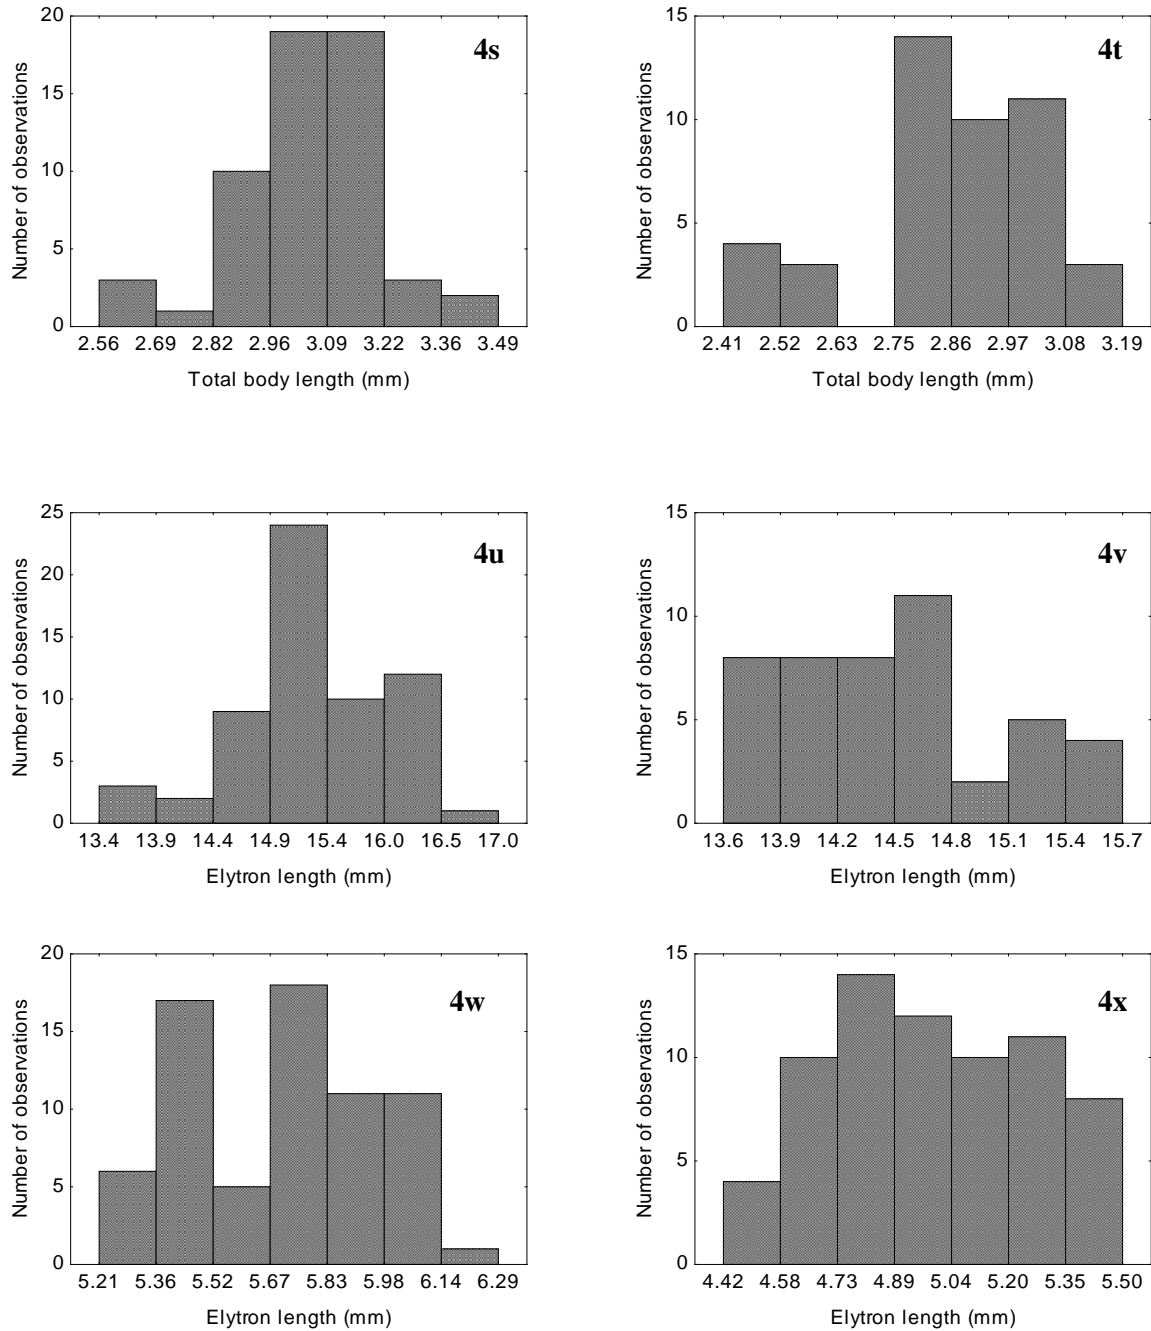 20
15
10
5
0
Number of observations
4s
2.56 2.69 2.82 2.96 3.09 3.22 3.36 3.49
Total body length (mm)
15
10
5
0
Number of observations
4t
2.41 2.52 2.63 2.75 2.86 2.97 3.08 3.19
Total body length (mm)
25
20
15
10
5
0
Number of observations
4u
13.4 13.9 14.4 14.9 15.4 16.0 16.5 17.0
Elytron length (mm)
15
10
5
0
Number of observations
4v
13.6 13.9 14.2 14.5 14.8 15.1 15.4 15.7
Elytron length (mm)
20
15
10
5
0
Number of observations
4w
5.21 5.36 5.52 5.67 5.83 5.98 6.14 6.29
Elytron length (mm)
15
10
5
0
Number of observations
4x
4.42 4.58 4.73 4.89 5.04 5.20 5.35 5.50
Elytron length (mm)